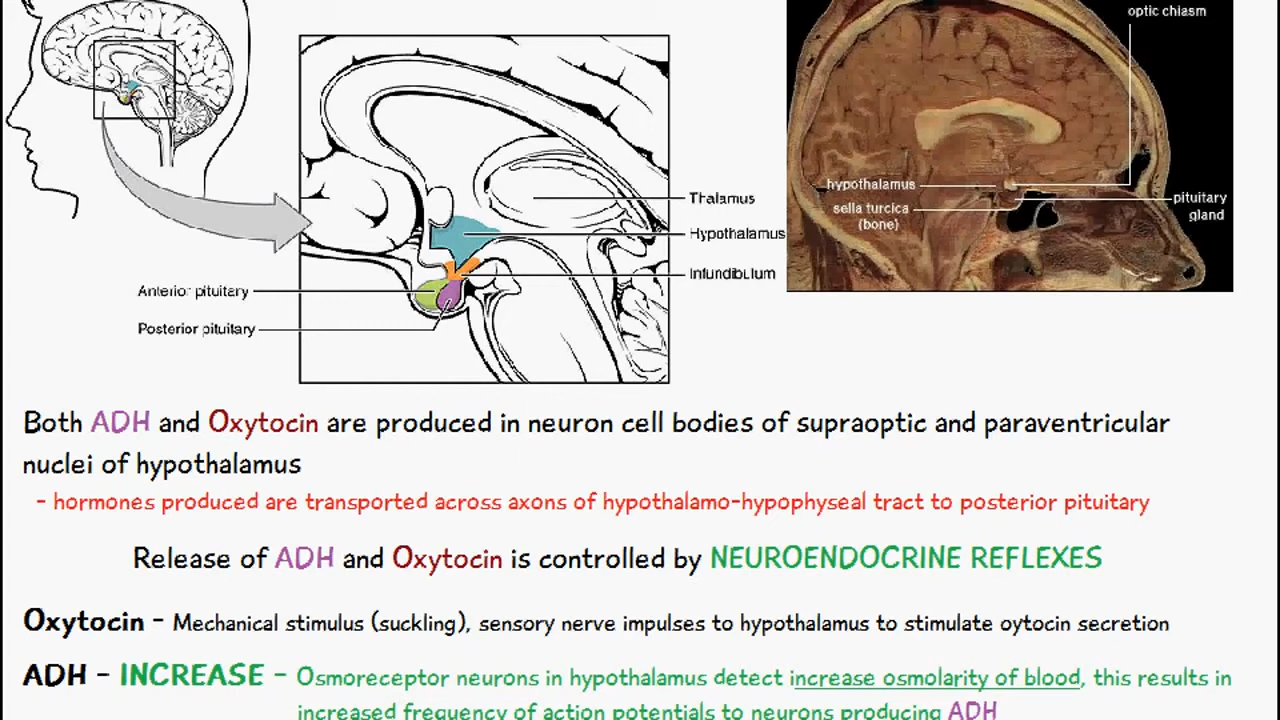 optic chiasm
Thalamus
hypothalamus
pituitary
gland
sella turcica
(bone)
Hypothalamus
Infundibulum
Anterior pituitary
Posterior pituitary
Both ADH and Oxytocin are produced in neuron cell bodies of supraoptic and paraventricular
nuclei of hypothalamus
- hormones produced are transported across axons of hypothalamo-hypophyseal tract to posterior pituitary
Release of ADH and Oxytocin is controlled by NEUROENDOCRINE REFLEXES
Oxytocin - Mechanical stimulus (suckling), sensory nerve impulses to hypothalamus to stimulate oytocin secretion
ADH - INCREASE - Osmoreceptor neurons in hypothalamus detect increase osmolarity of blood, this results in
increased frequency of action potentials to neurons producing ADH